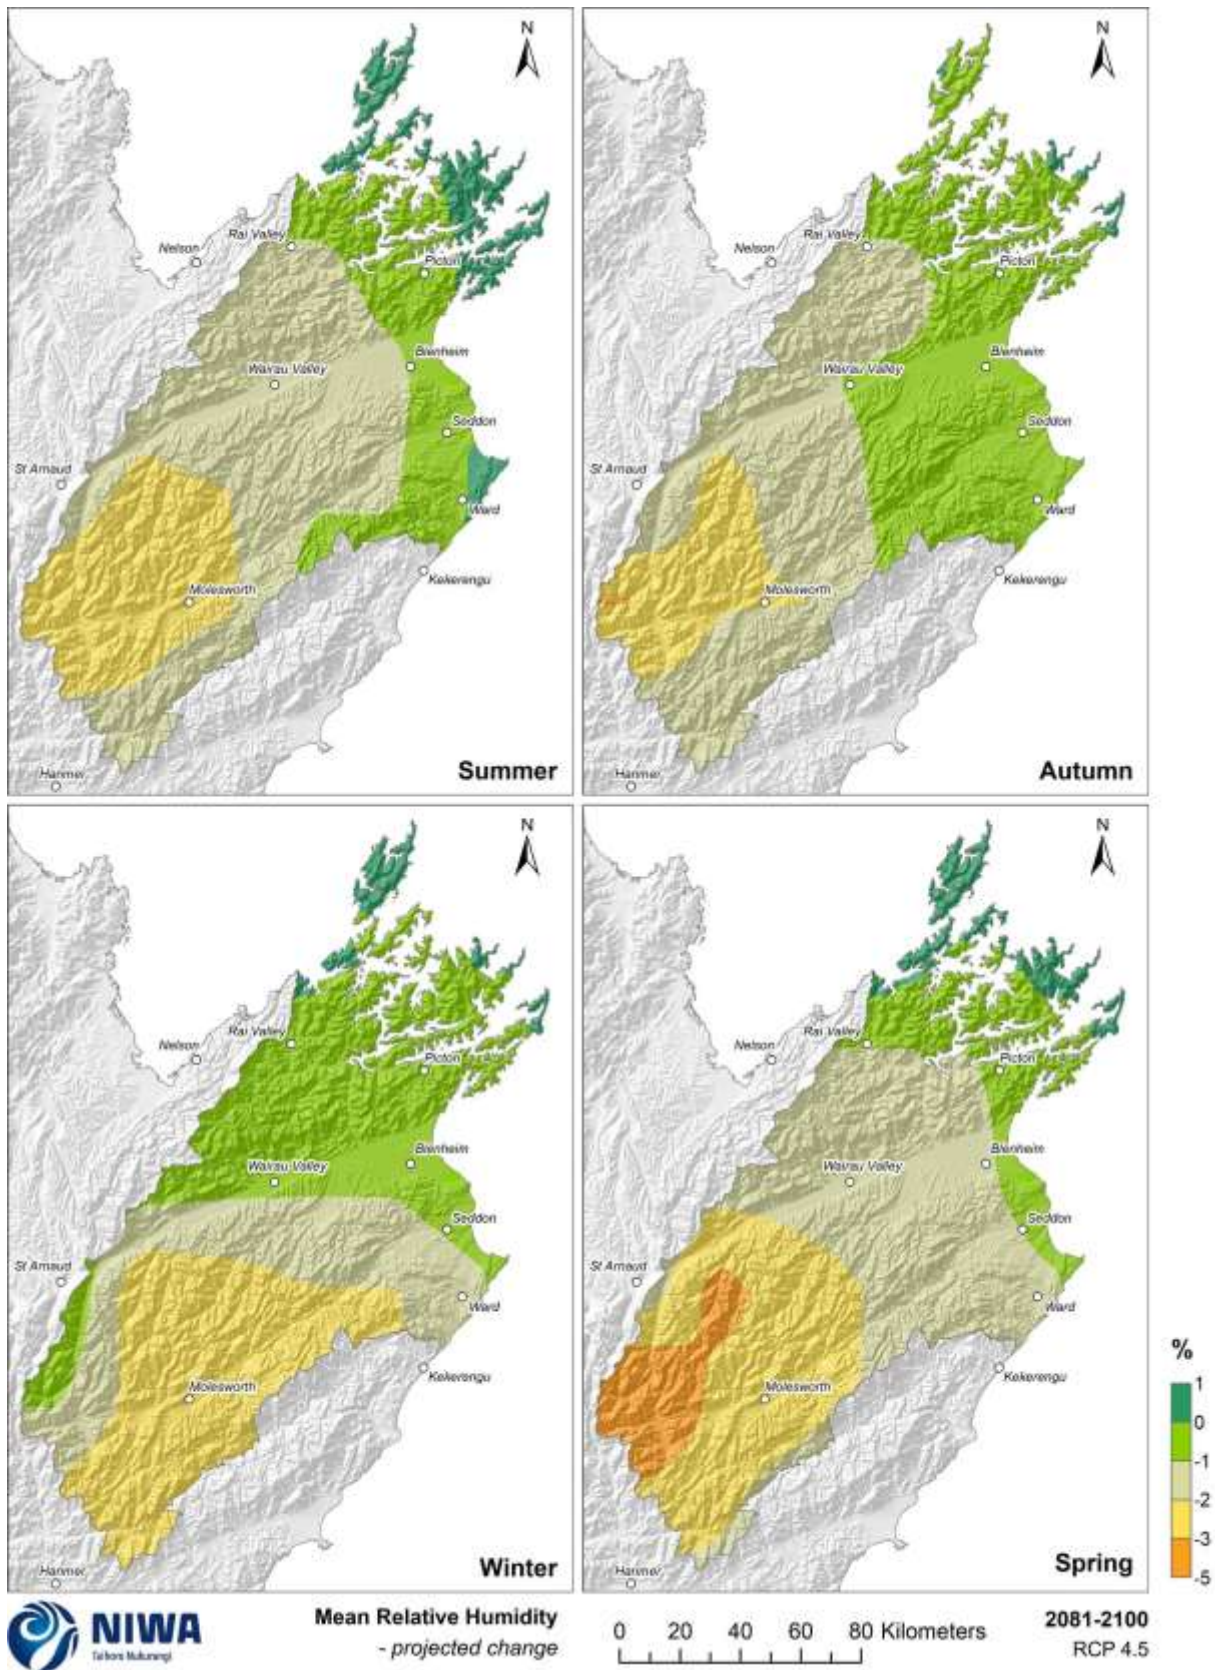 N
Nelson
Rai Valley
Picton
Wairau Valley
Blenheim
Seddon
St Arnaud
Ward
Molesworth
Kekerengu
Hanmer
Summer
N
Nelson
Rai Valley
Picton
Wairau Valley
Blenheim
Seddon
St Arnaud
Ward
Molesworth
Kekerengu
Hanmer
Autumn
N
Nelson
Rai Valley
Picton
Wairau Valley
Blenheim
Seddon
St Arnaud
Ward
Molesworth
Kekerengu
Hanmer
Winter
N
Nelson
Rai Valley
Picton
Wairau Valley
Blenheim
Seddon
St Arnaud
Ward
Molesworth
Kekerengu
Hanmer
Spring
%
1
0
-1
-2
-3
-5
NIWA
Taihoro Nukurangi
Mean Relative Humidity
- projected change
0 20 40 60 80 Kilometers
2081-2100
RCP 4.5